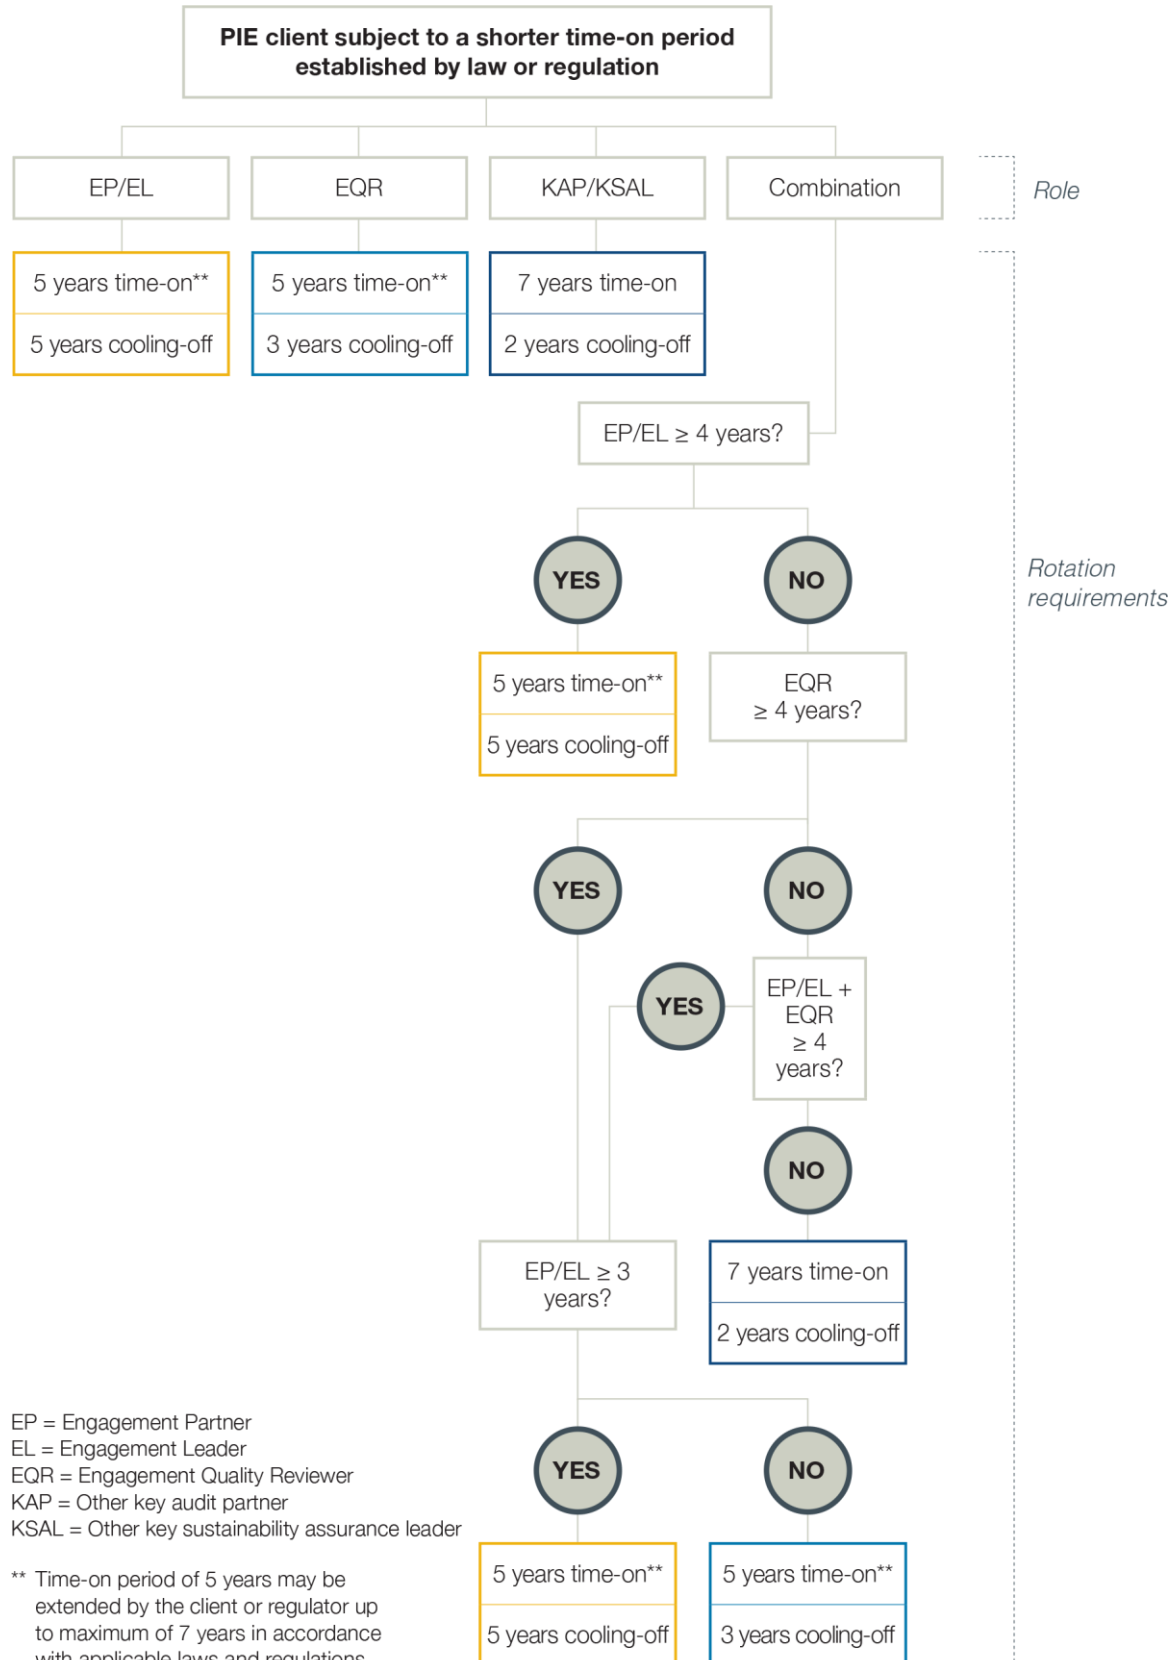 PIE client subject to a shorter time-on period
established by law or regulation
EP/EL
EQR
KAP/KSAL
Combination
Role
5 years time-on**
5 years cooling-off
5 years time-on**
3 years cooling-off
7 years time-on
2 years cooling-off
EP/EL ≥ 4 years?
YES
NO
Rotation
requirements
5 years time-on**
5 years cooling-off
EQR
≥ 4 years?
YES
NO
YES
EP/EL +
EQR
≥ 4
years?
NO
EP/EL ≥ 3
years?
7 years time-on
2 years cooling-off
YES
NO
5 years time-on**
5 years cooling-off
5 years time-on**
3 years cooling-off
EP = Engagement Partner
EL = Engagement Leader
EQR = Engagement Quality Reviewer
KAP = Other key audit partner
KSAL = Other key sustainability assurance leader
** Time-on period of 5 years may be
extended by the client or regulator up
to maximum of 7 years in accordance
with applicable laws and regulations